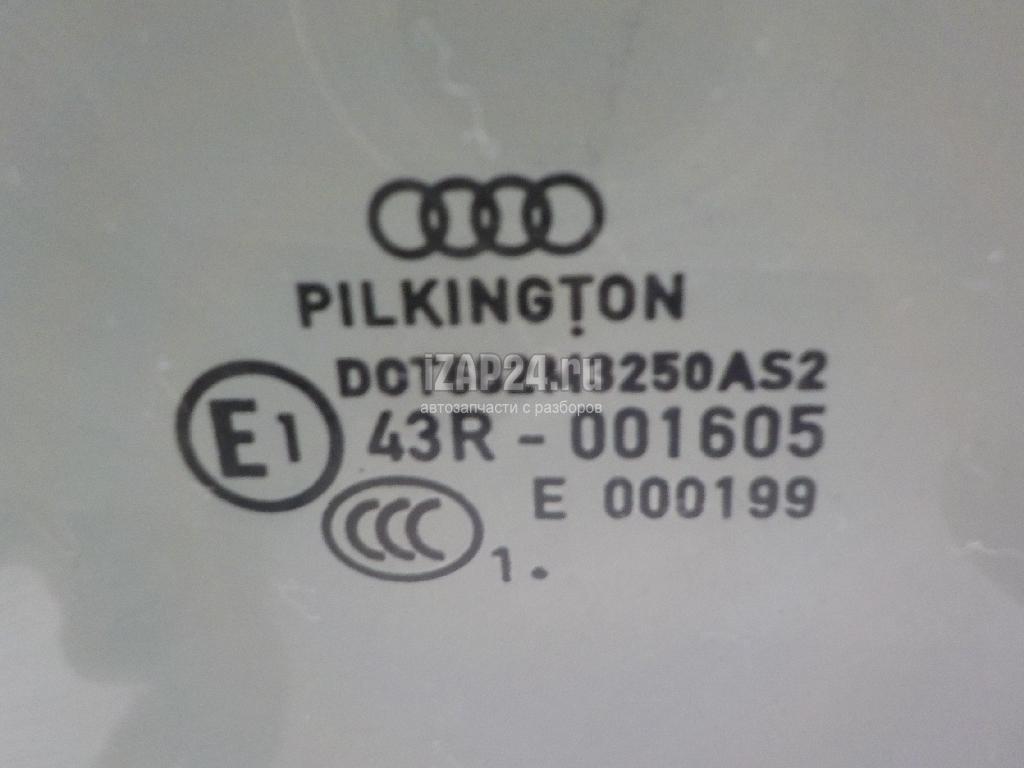 PILKINGTON
iZAP24.ru
автозапчасти с разборов
E1
43R - 001605
E 000199
CCC
1.